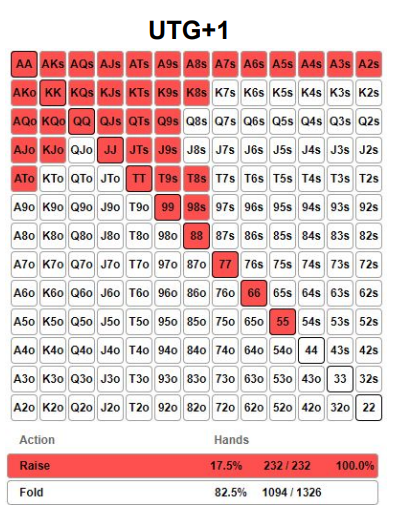 UTG+1
AA AKs AQs AJs ATs A9s A8s A7s A6s A5s A4s A3s A2s
AKo KK KQs KJs KTs K9s K8s K7s K6s K5s K4s K3s K2s
AQo KQo QQ QJs QTs Q9s Q8s Q7s Q6s Q5s Q4s Q3s Q2s
AJo KJo QJo JJ JTs J9s J8s J7s J6s J5s J4s J3s J2s
ATo KTo QTo JTo TT T9s T8s T7s T6s T5s T4s T3s T2s
A9o K9o Q9o J9o T9o 99 98s 97s 96s 95s 94s 93s 92s
A8o K8o Q8o J8o T8o 98o 88 87s 86s 85s 84s 83s 82s
A7o K7o Q7o J7o T7o 97o 87o 77 76s 75s 74s 73s 72s
A6o K6o Q6o J6o T6o 96o 86o 76o 66 65s 64s 63s 62s
A5o K5o Q5o J5o T5o 95o 85o 75o 65o 55 54s 53s 52s
A4o K4o Q4o J4o T4o 94o 84o 74o 64o 54o 44 43s 42s
A3o K3o Q3o J3o T3o 93o 83o 73o 63o 53o 43o 33 32s
A2o K2o Q2o J2o T2o 92o 82o 72o 62o 52o 42o 32o 22
Action Hands
Raise 17.5% 232 / 232 100.0%
Fold 82.5% 1094 / 1326